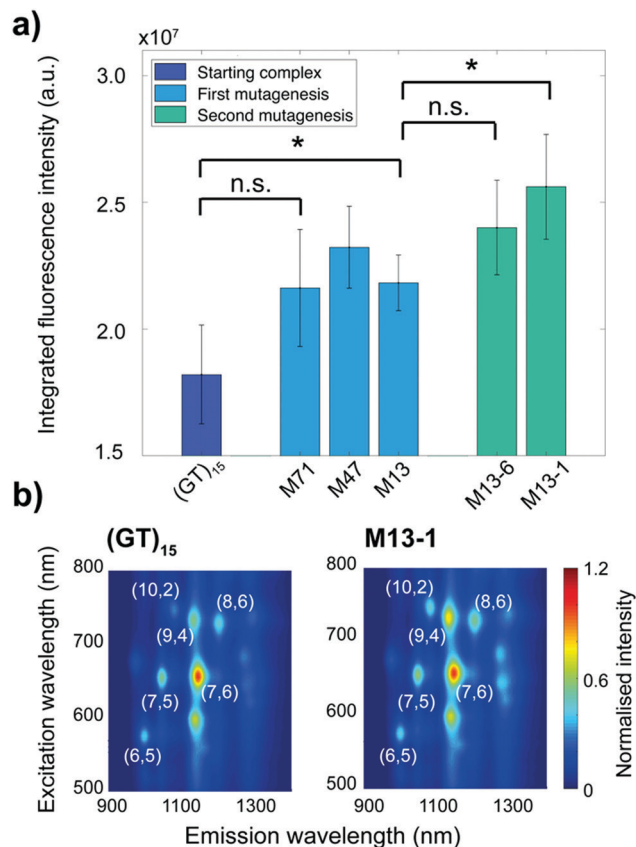 a)
x10⁷
Integrated fluorescence intensity (a.u.)
3.0
2.0
1.5
Starting complex
First mutagenesis
Second mutagenesis
*
n.s.
*
n.s.
(GT)₁₅
M71
M47
M13
M13-6
M13-1
b)
(GT)₁₅
M13-1
Excitation wavelength (nm)
800
700
600
500
(10,2)
(8,6)
(9,4)
(7,5)
(7,6)
(6,5)
900
1100
1300
800
700
600
500
(10,2)
(8,6)
(9,4)
(7,5)
(7,6)
(6,5)
900
1100
1300
1.2
0.6
0
Normalised intensity
Emission wavelength (nm)